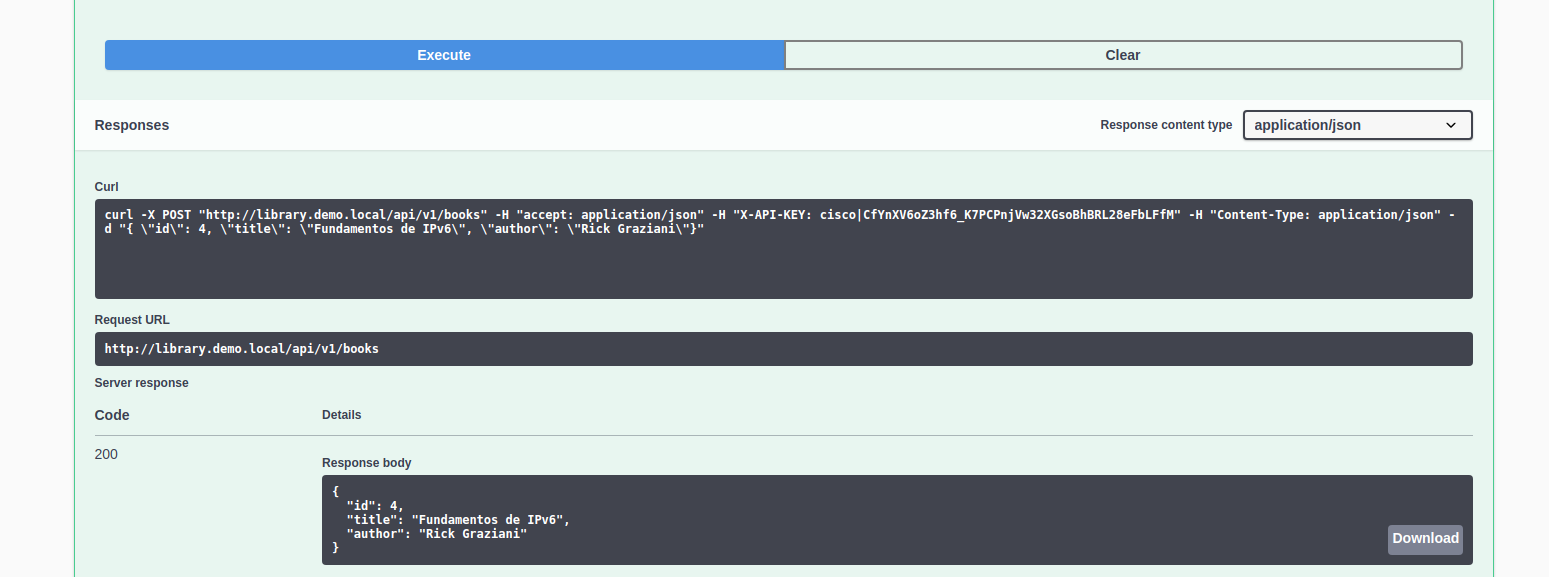 Execute
Clear
Responses
Response content type
application/json
Curl
curl -X POST "http://library.demo.local/api/v1/books" -H "accept: application/json" -H "X-API-KEY: cisco|CfYnXV6oZ3hf6_K7PCPnjVw32XGsoBhBRL28eFbLFfM" -H "Content-Type: application/json" -
d "{ \"id\": 4, \"title\": \"Fundamentos de IPv6\", \"author\": \"Rick Graziani\"}"
Request URL
http://library.demo.local/api/v1/books
Server response
Code
Details
200
Response body
{
"id": 4,
"title": "Fundamentos de IPv6",
"author": "Rick Graziani"
}
Download